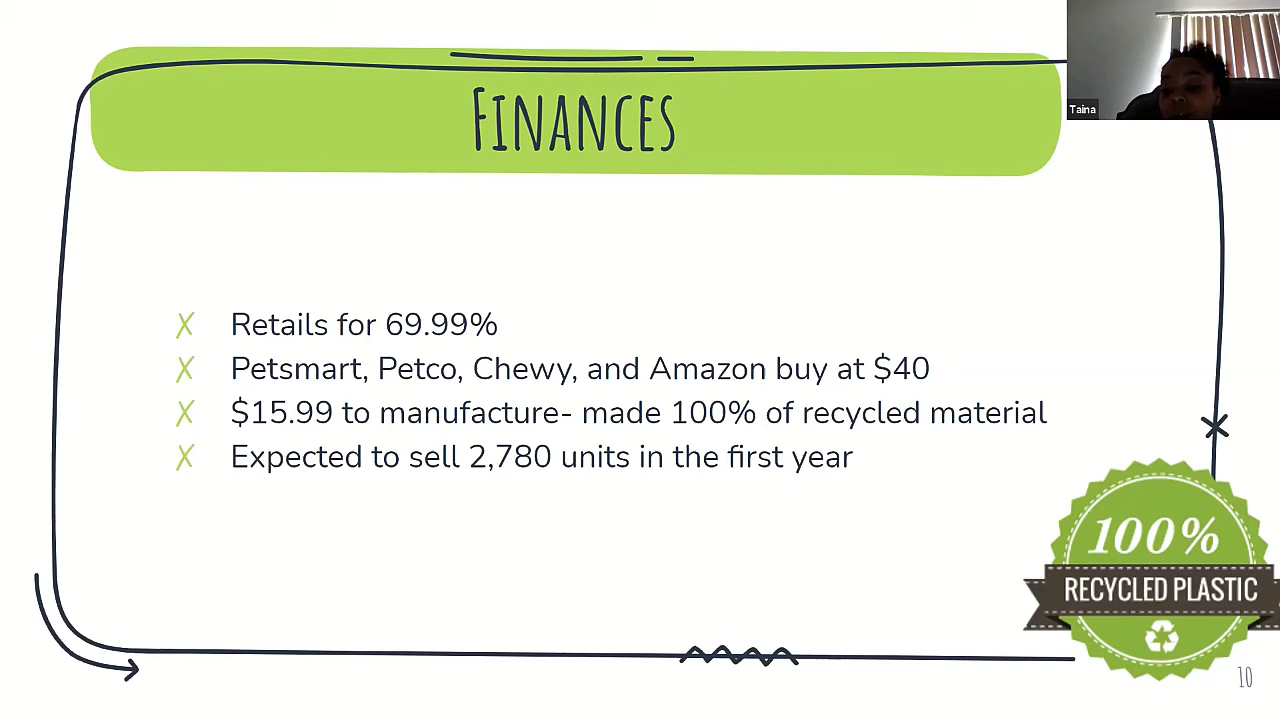 Finances
Taina
Retails for 69.99%
Petsmart, Petco, Chewy, and Amazon buy at $40
$15.99 to manufacture- made 100% of recycled material
Expected to sell 2,780 units in the first year
100%
RECYCLED PLASTIC
10